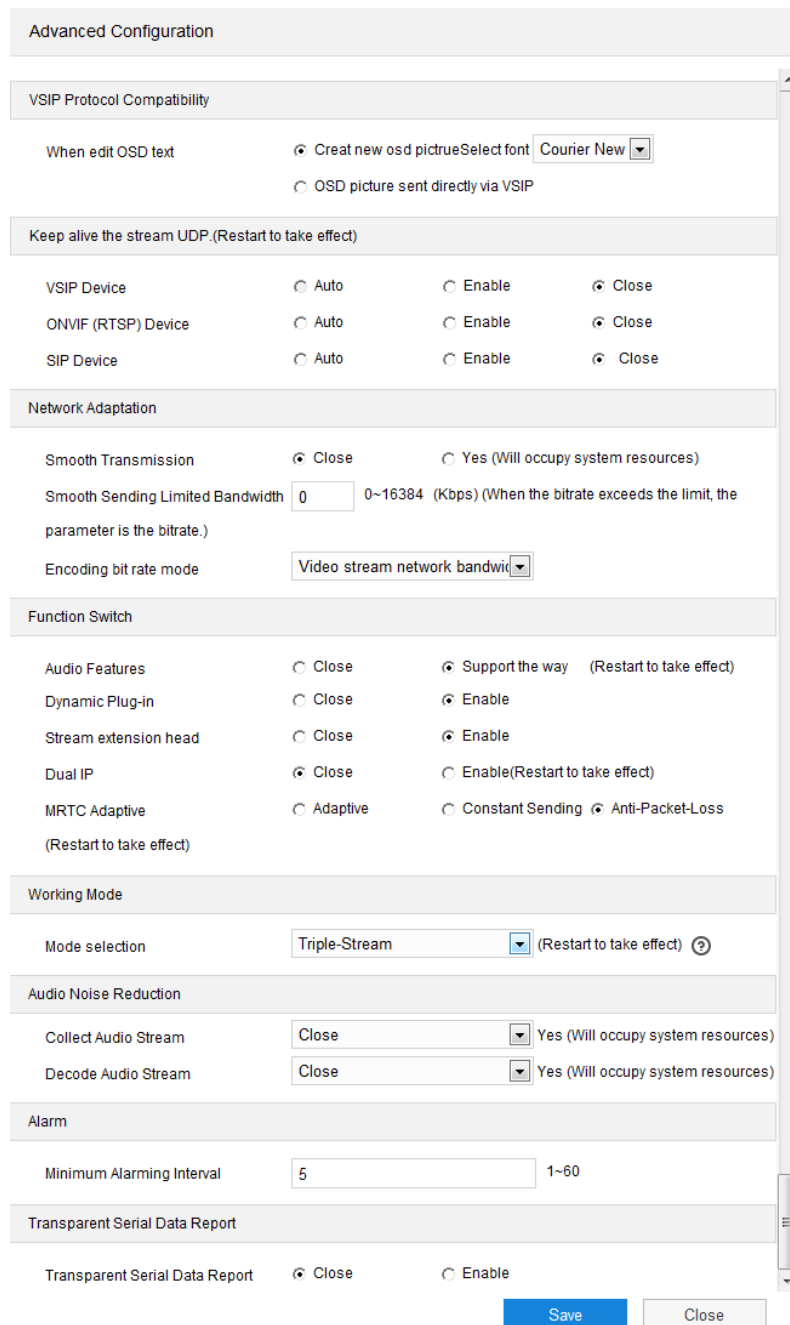 Advanced Configuration
VSIP Protocol Compatibility
When edit OSD text Creat new osd pictrueSelect font Courier New
OSD picture sent directly via VSIP
Keep alive the stream UDP.(Restart to take effect)
VSIP Device Auto Enable Close
ONVIF (RTSP) Device Auto Enable Close
SIP Device Auto Enable Close
Network Adaptation
Smooth Transmission Close Yes (Will occupy system resources)
Smooth Sending Limited Bandwidth 0 0~16384 (Kbps) (When the bitrate exceeds the limit, the
parameter is the bitrate.)
Encoding bit rate mode Video stream network bandwic
Function Switch
Audio Features Close Support the way (Restart to take effect)
Dynamic Plug-in Close Enable
Stream extension head Close Enable
Dual IP Close Enable(Restart to take effect)
MRTC Adaptive Adaptive Constant Sending Anti-Packet-Loss
(Restart to take effect)
Working Mode
Mode selection Triple-Stream (Restart to take effect) ?
Audio Noise Reduction
Collect Audio Stream Close Yes (Will occupy system resources)
Decode Audio Stream Close Yes (Will occupy system resources)
Alarm
Minimum Alarming Interval 5 1~60
Transparent Serial Data Report
Transparent Serial Data Report Close Enable
Save Close